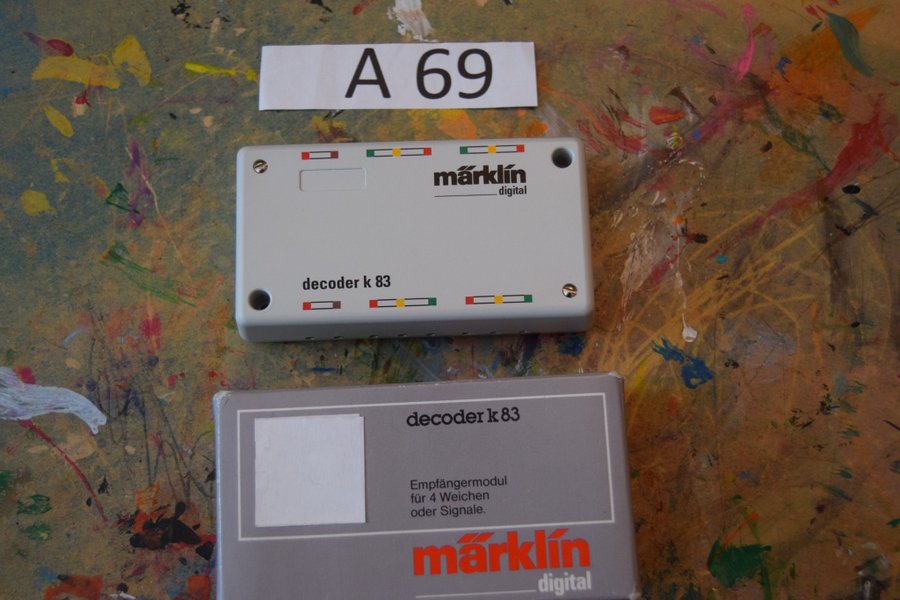 A 69
märklin
digital
decoder k 83
decoder k 83
Empfängermodul
für 4 Weichen
oder Signale.
märklin
digital